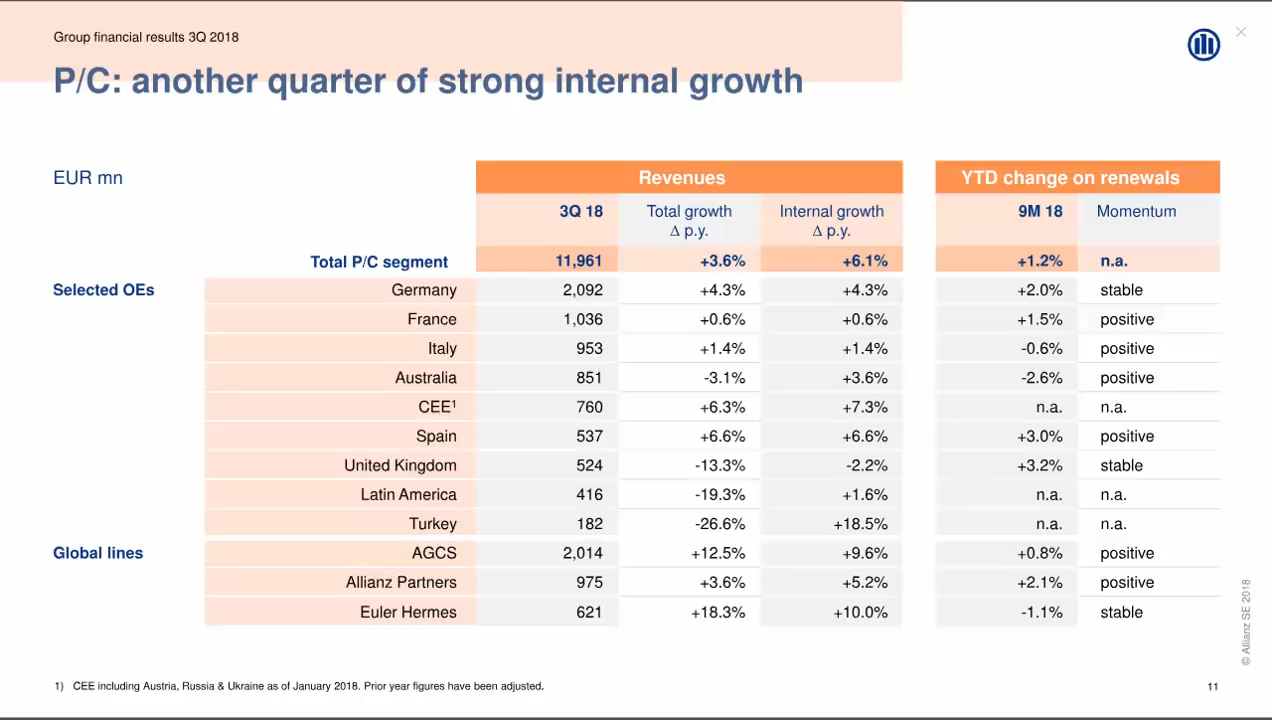 Group financial results 3Q 2018
P/C: another quarter of strong internal growth
EUR mn Revenues YTD change on renewals
3Q 18 Total growth Internal growth 9M 18 Momentum
Δ p.y. Δ p.y.
Total P/C segment 11,961 +3.6% +6.1% +1.2% n.a.
Selected OEs Germany 2,092 +4.3% +4.3% +2.0% stable
France 1,036 +0.6% +0.6% +1.5% positive
Italy 953 +1.4% +1.4% -0.6% positive
Australia 851 -3.1% +3.6% -2.6% positive
CEE¹ 760 +6.3% +7.3% n.a. n.a.
Spain 537 +6.6% +6.6% +3.0% positive
United Kingdom 524 -13.3% -2.2% +3.2% stable
Latin America 416 -19.3% +1.6% n.a. n.a.
Turkey 182 -26.6% +18.5% n.a. n.a.
Global lines AGCS 2,014 +12.5% +9.6% +0.8% positive
Allianz Partners 975 +3.6% +5.2% +2.1% positive
Euler Hermes 621 +18.3% +10.0% -1.1% stable
© Allianz SE 2018
1) CEE including Austria, Russia & Ukraine as of January 2018. Prior year figures have been adjusted.
11